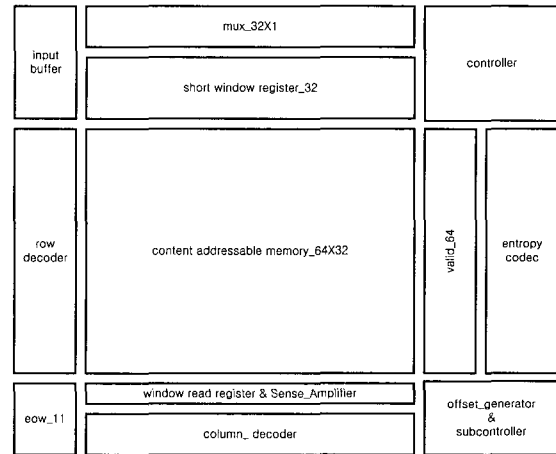 input
buffer
mux_32X1
short window register_32
controller
row
decoder
content addressable memory_64X32
valid_64
entropy
codec
eow_11
window read register & Sense_Amplifier
column_ decoder
offset_generator
&
subcontroller